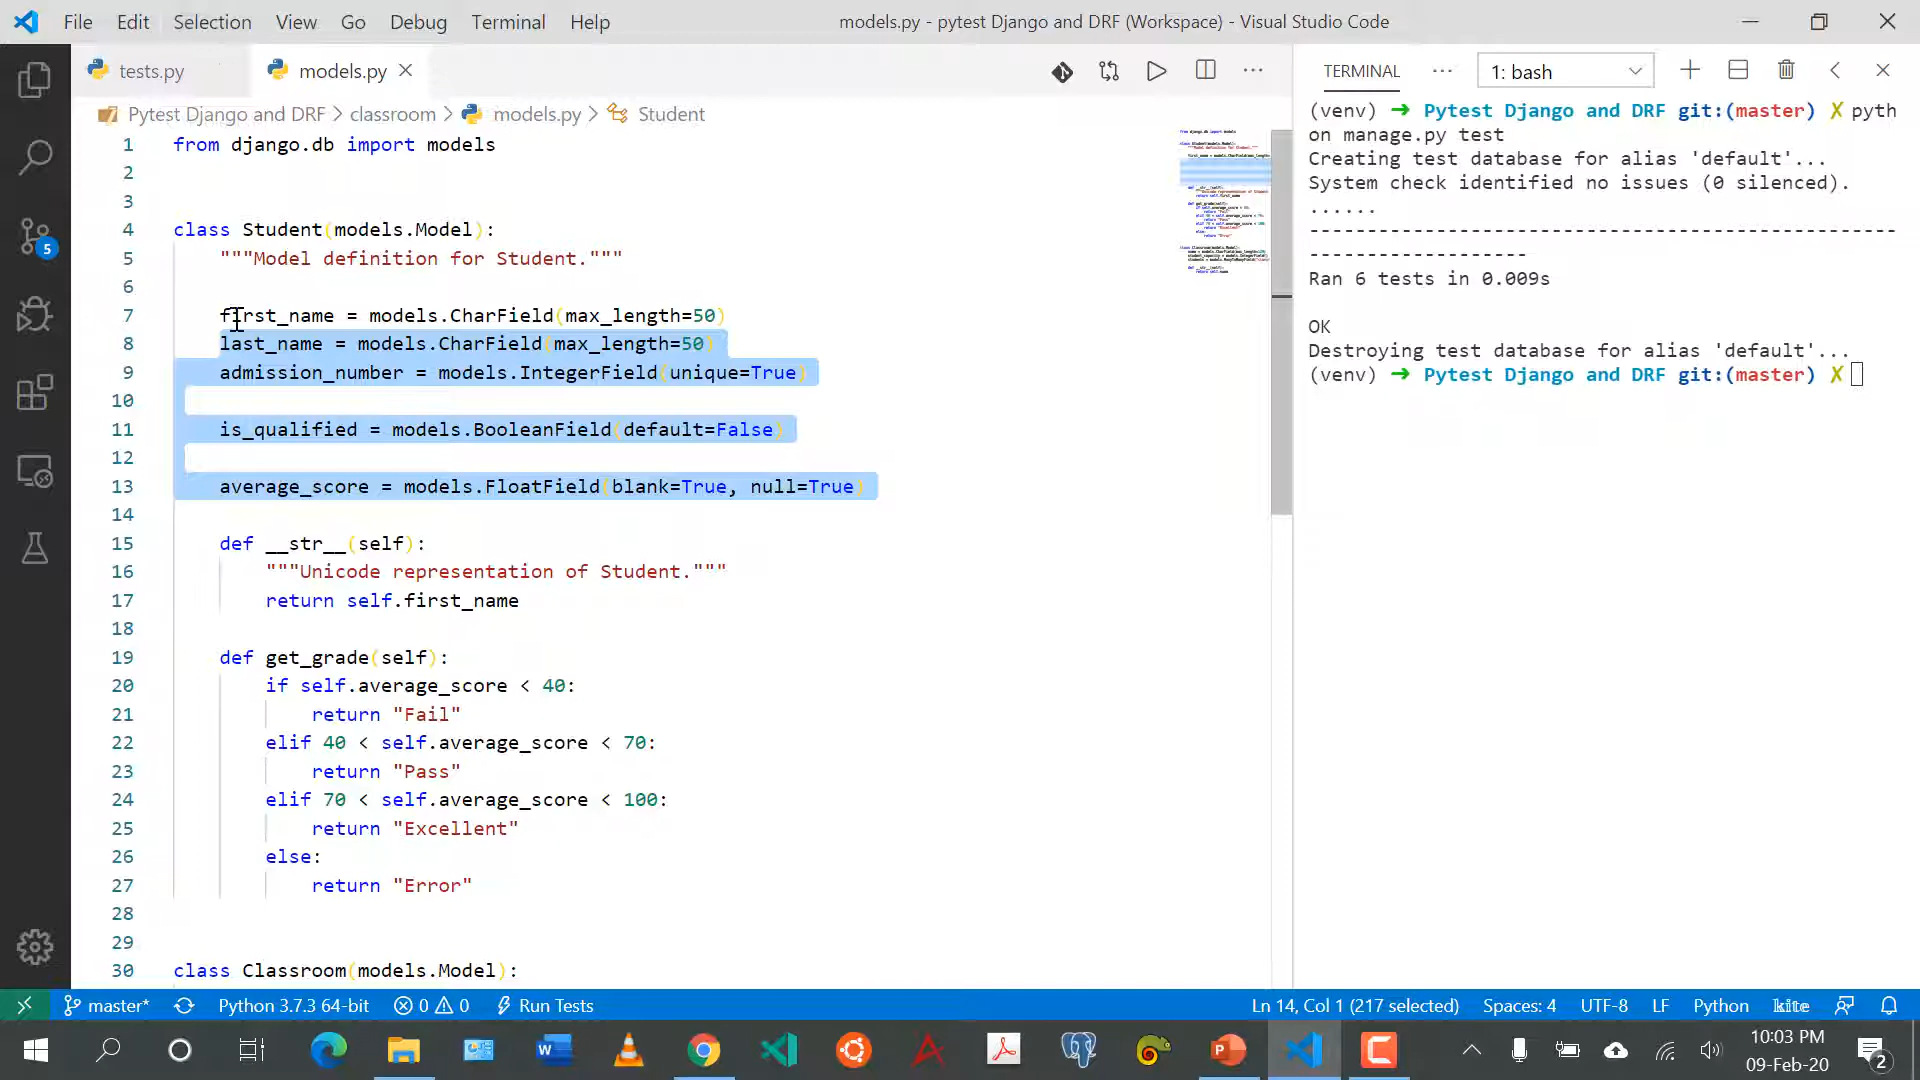 File Edit Selection View Go Debug Terminal Help
models.py - pytest Django and DRF (Workspace) - Visual Studio Code
tests.py
models.py
Pytest Django and DRF > classroom > models.py > Student
1 from django.db import models
2
3
4 class Student(models.Model):
5 """Model definition for Student."""
6
7 first_name = models.CharField(max_length=50)
8 last_name = models.CharField(max_length=50)
9 admission_number = models.IntegerField(unique=True)
10
11 is_qualified = models.BooleanField(default=False)
12
13 average_score = models.FloatField(blank=True, null=True)
14
15 def __str__(self):
16 """Unicode representation of Student."""
17 return self.first_name
18
19 def get_grade(self):
20 if self.average_score < 40:
21 return "Fail"
22 elif 40 < self.average_score < 70:
23 return "Pass"
24 elif 70 < self.average_score < 100:
25 return "Excellent"
26 else:
27 return "Error"
28
29
30 class Classroom(models.Model):
TERMINAL
1: bash
(venv) ➜ Pytest Django and DRF git:(master) ✗ pyth
on manage.py test
Creating test database for alias 'default'...
System check identified no issues (0 silenced).
......
---------------------------------------------------
-------------------
Ran 6 tests in 0.009s
OK
Destroying test database for alias 'default'...
(venv) ➜ Pytest Django and DRF git:(master) ✗
5
master*
Python 3.7.3 64-bit
0
0
Run Tests
Ln 14, Col 1 (217 selected)
Spaces: 4
UTF-8
LF
Python
kite
10:03 PM
09-Feb-20
2